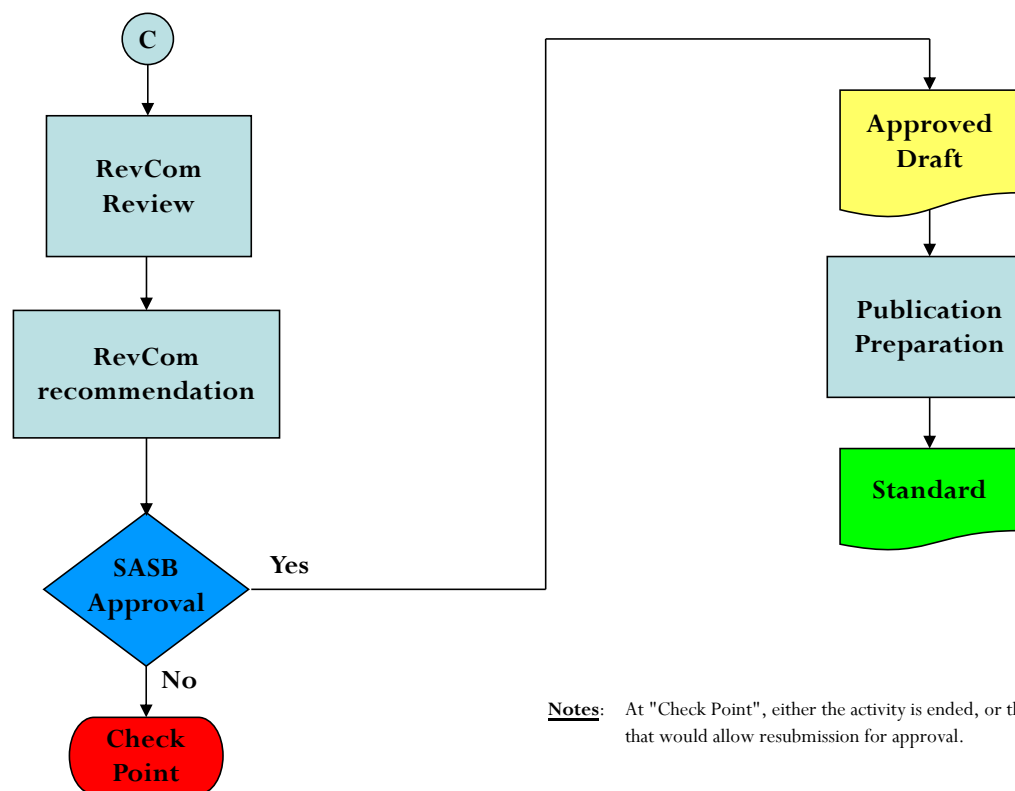 C
RevCom
Review
RevCom
recommendation
SASB
Approval
Yes
No
Check
Point
Approved
Draft
Publication
Preparation
Standard
Notes: At "Check Point", either the activity is ended, or
that would allow resubmission for approval.